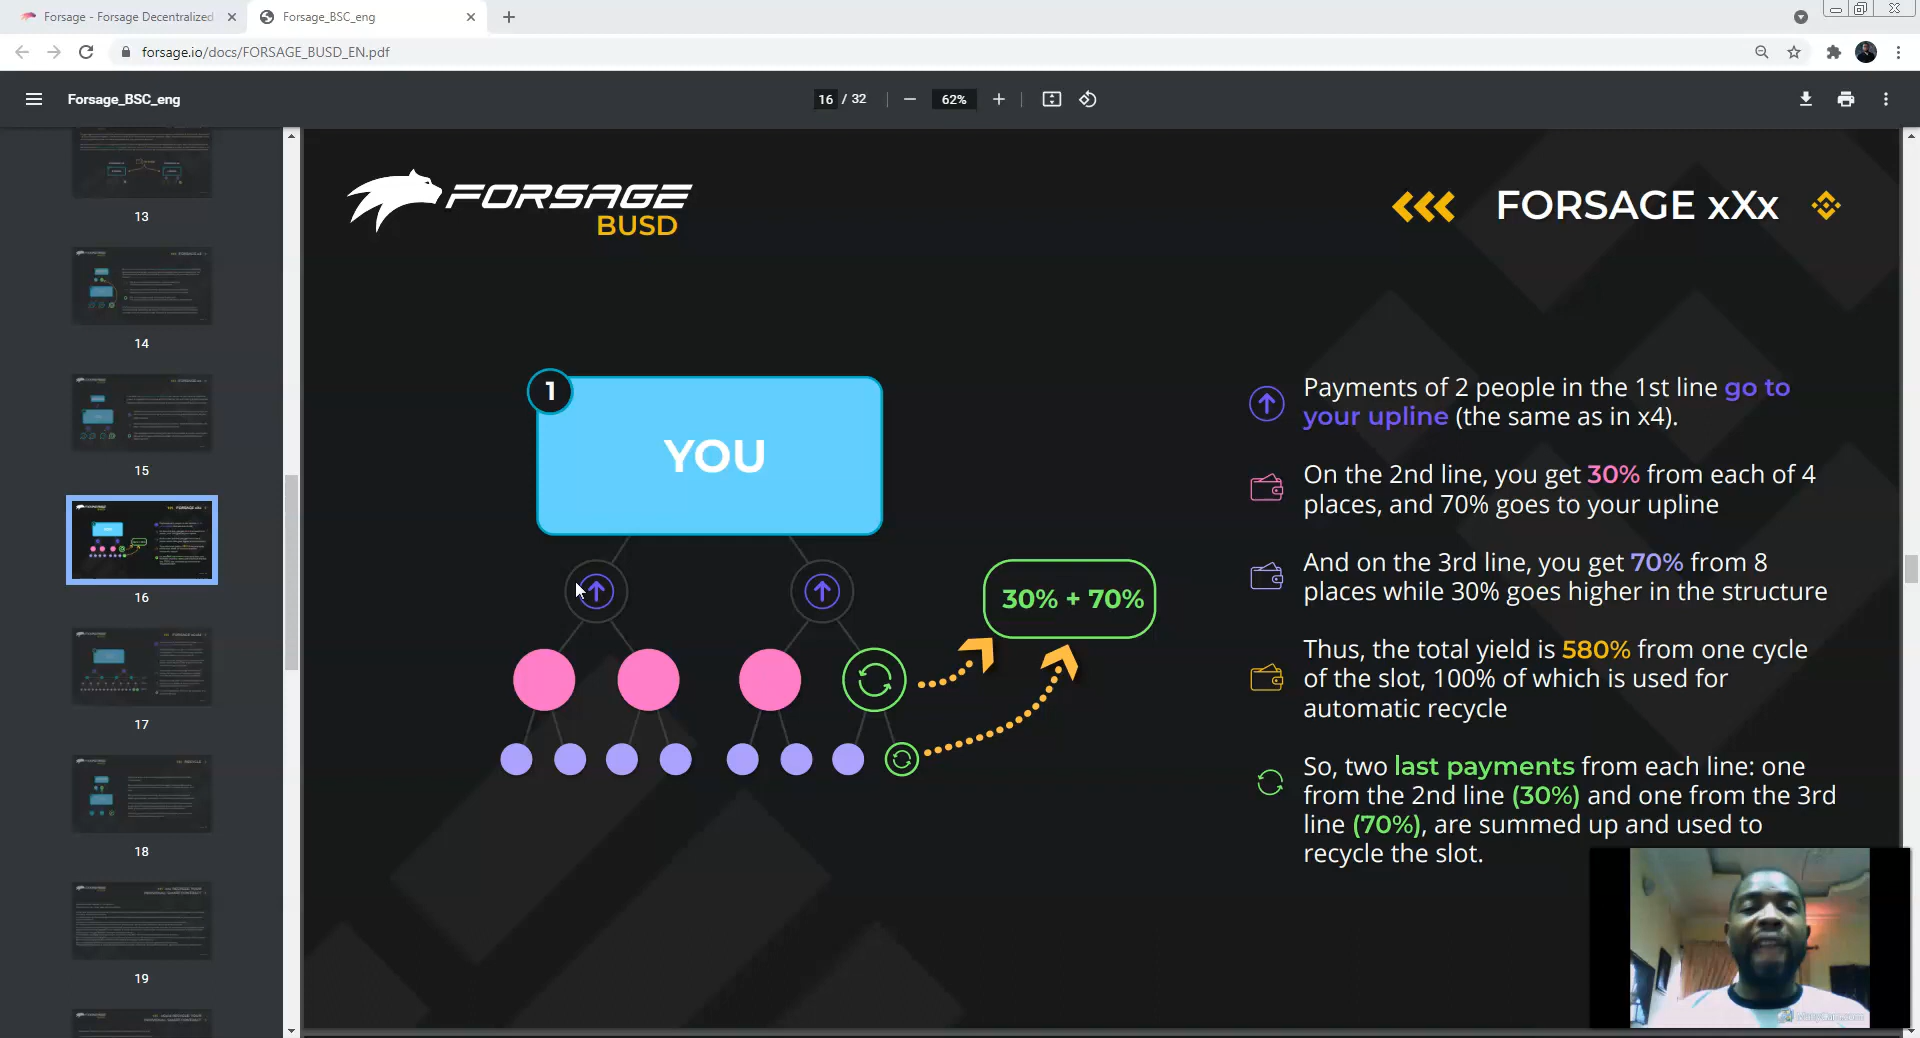 Forsage - Forsage Decentralized
Forsage_BSC_eng
forsage.io/docs/FORSAGE_BUSD_EN.pdf
Forsage_BSC_eng
16 / 32
62%
13
14
15
16
17
18
19
FORSAGE
BUSD
FORSAGE xXx
1
YOU
30% + 70%
Payments of 2 people in the 1st line go to
your upline (the same as in x4).
On the 2nd line, you get 30% from each of 4
places, and 70% goes to your upline
And on the 3rd line, you get 70% from 8
places while 30% goes higher in the structure
Thus, the total yield is 580% from one cycle
of the slot, 100% of which is used for
automatic recycle
So, two last payments from each line: one
from the 2nd line (30%) and one from the 3rd
line (70%), are summed up and used to
recycle the slot.
ManyCam.com